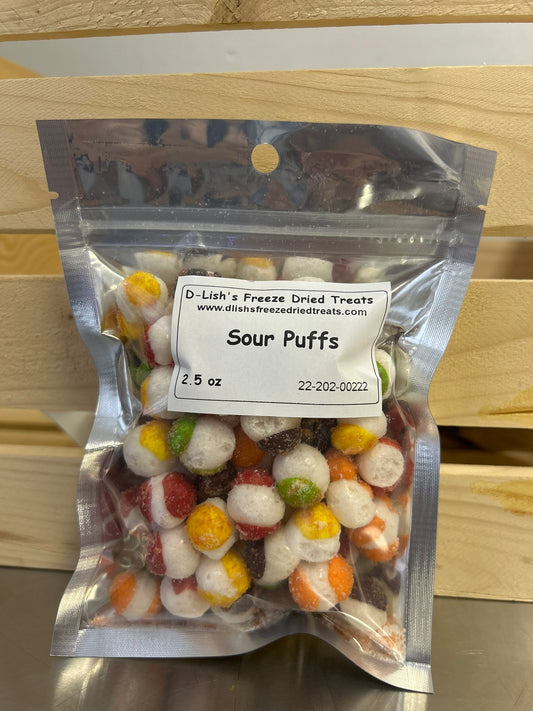 D-Lish's Freeze Dried Treats
www.dlishsfreezedriedtreats.com
Sour Puffs
2.5 oz 22-202-00222